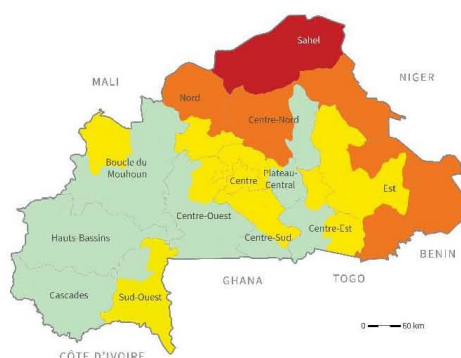 Sahel
MALI
NIGER
Nord
Centre-Nord
Boucle du
Mouhoun
Centre
Plateau-
Central
Est
Centre-Ouest
Centre-Est
Hauts-Bassins
Centre-Sud
BENIN
GHANA
TOGO
Cascades
Sud-Ouest
0 60 km
CÔTE D'IVOIRE